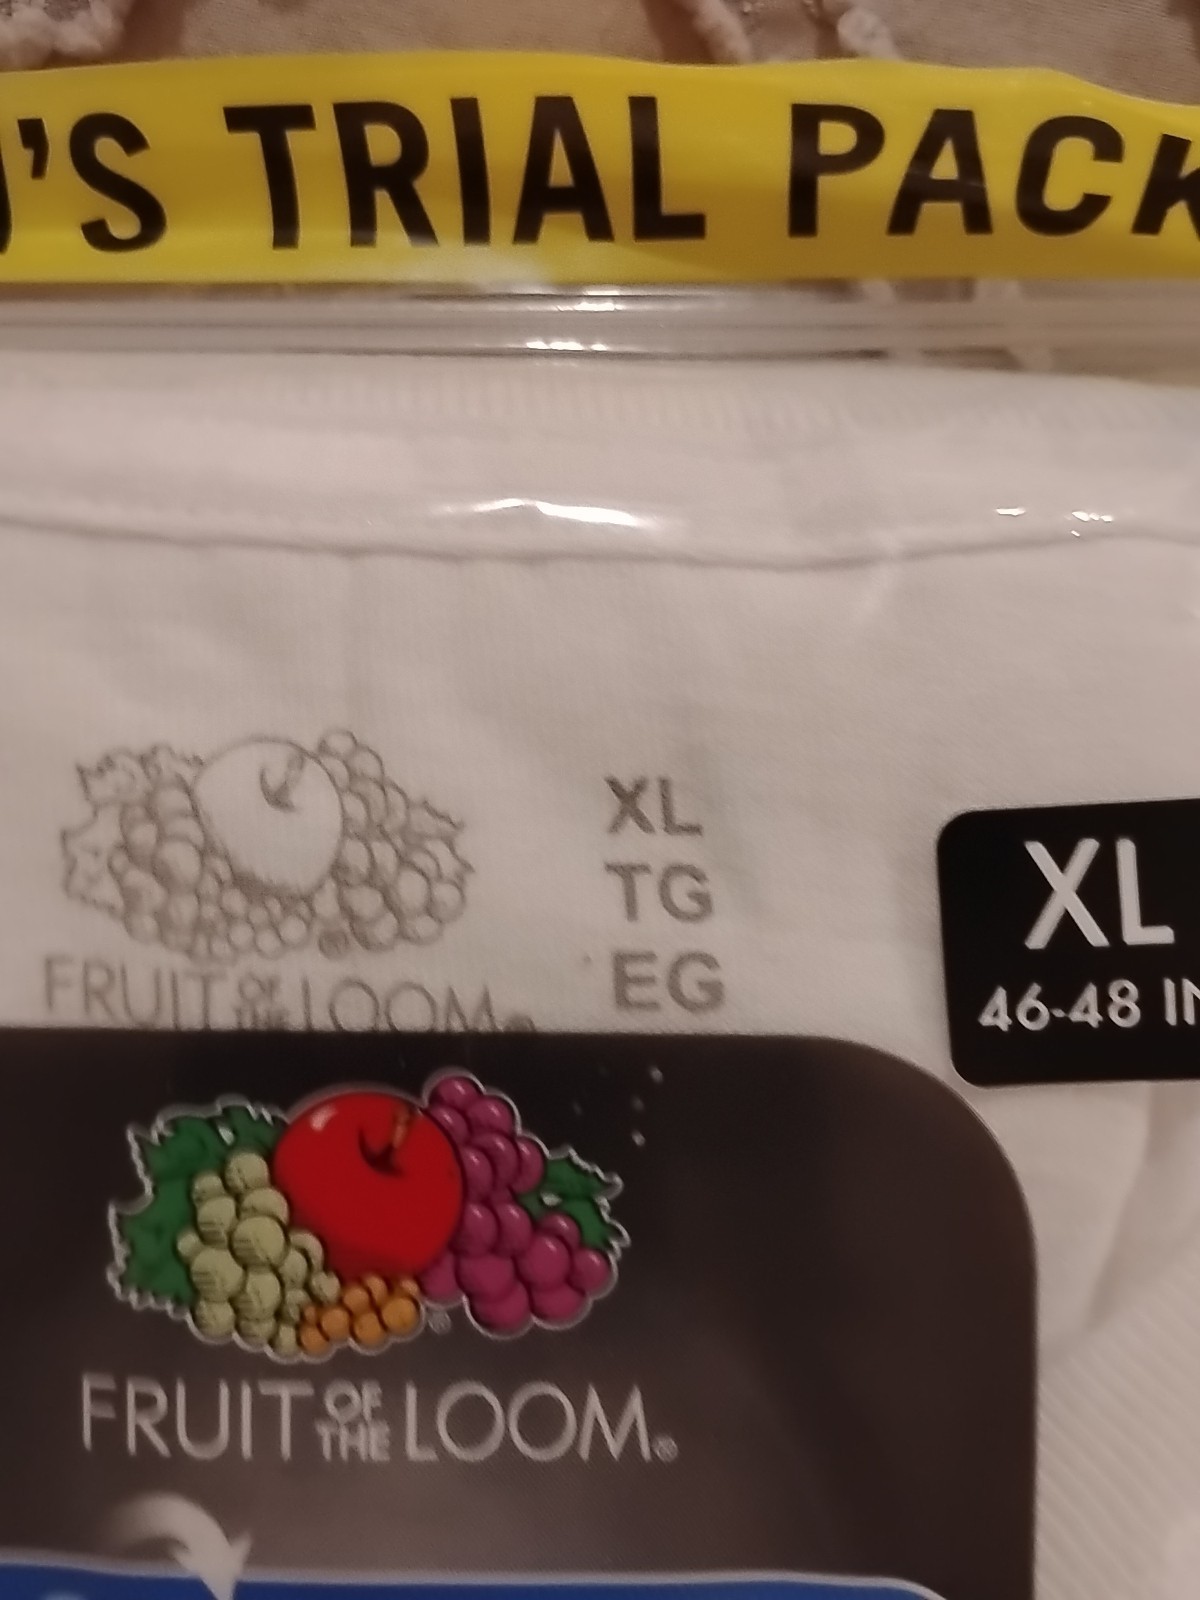 'S TRIAL PACK
XL
TG
EG
FRUIT OF THE LOOM®
XL
46-48 IN
FRUIT OF THE LOOM®